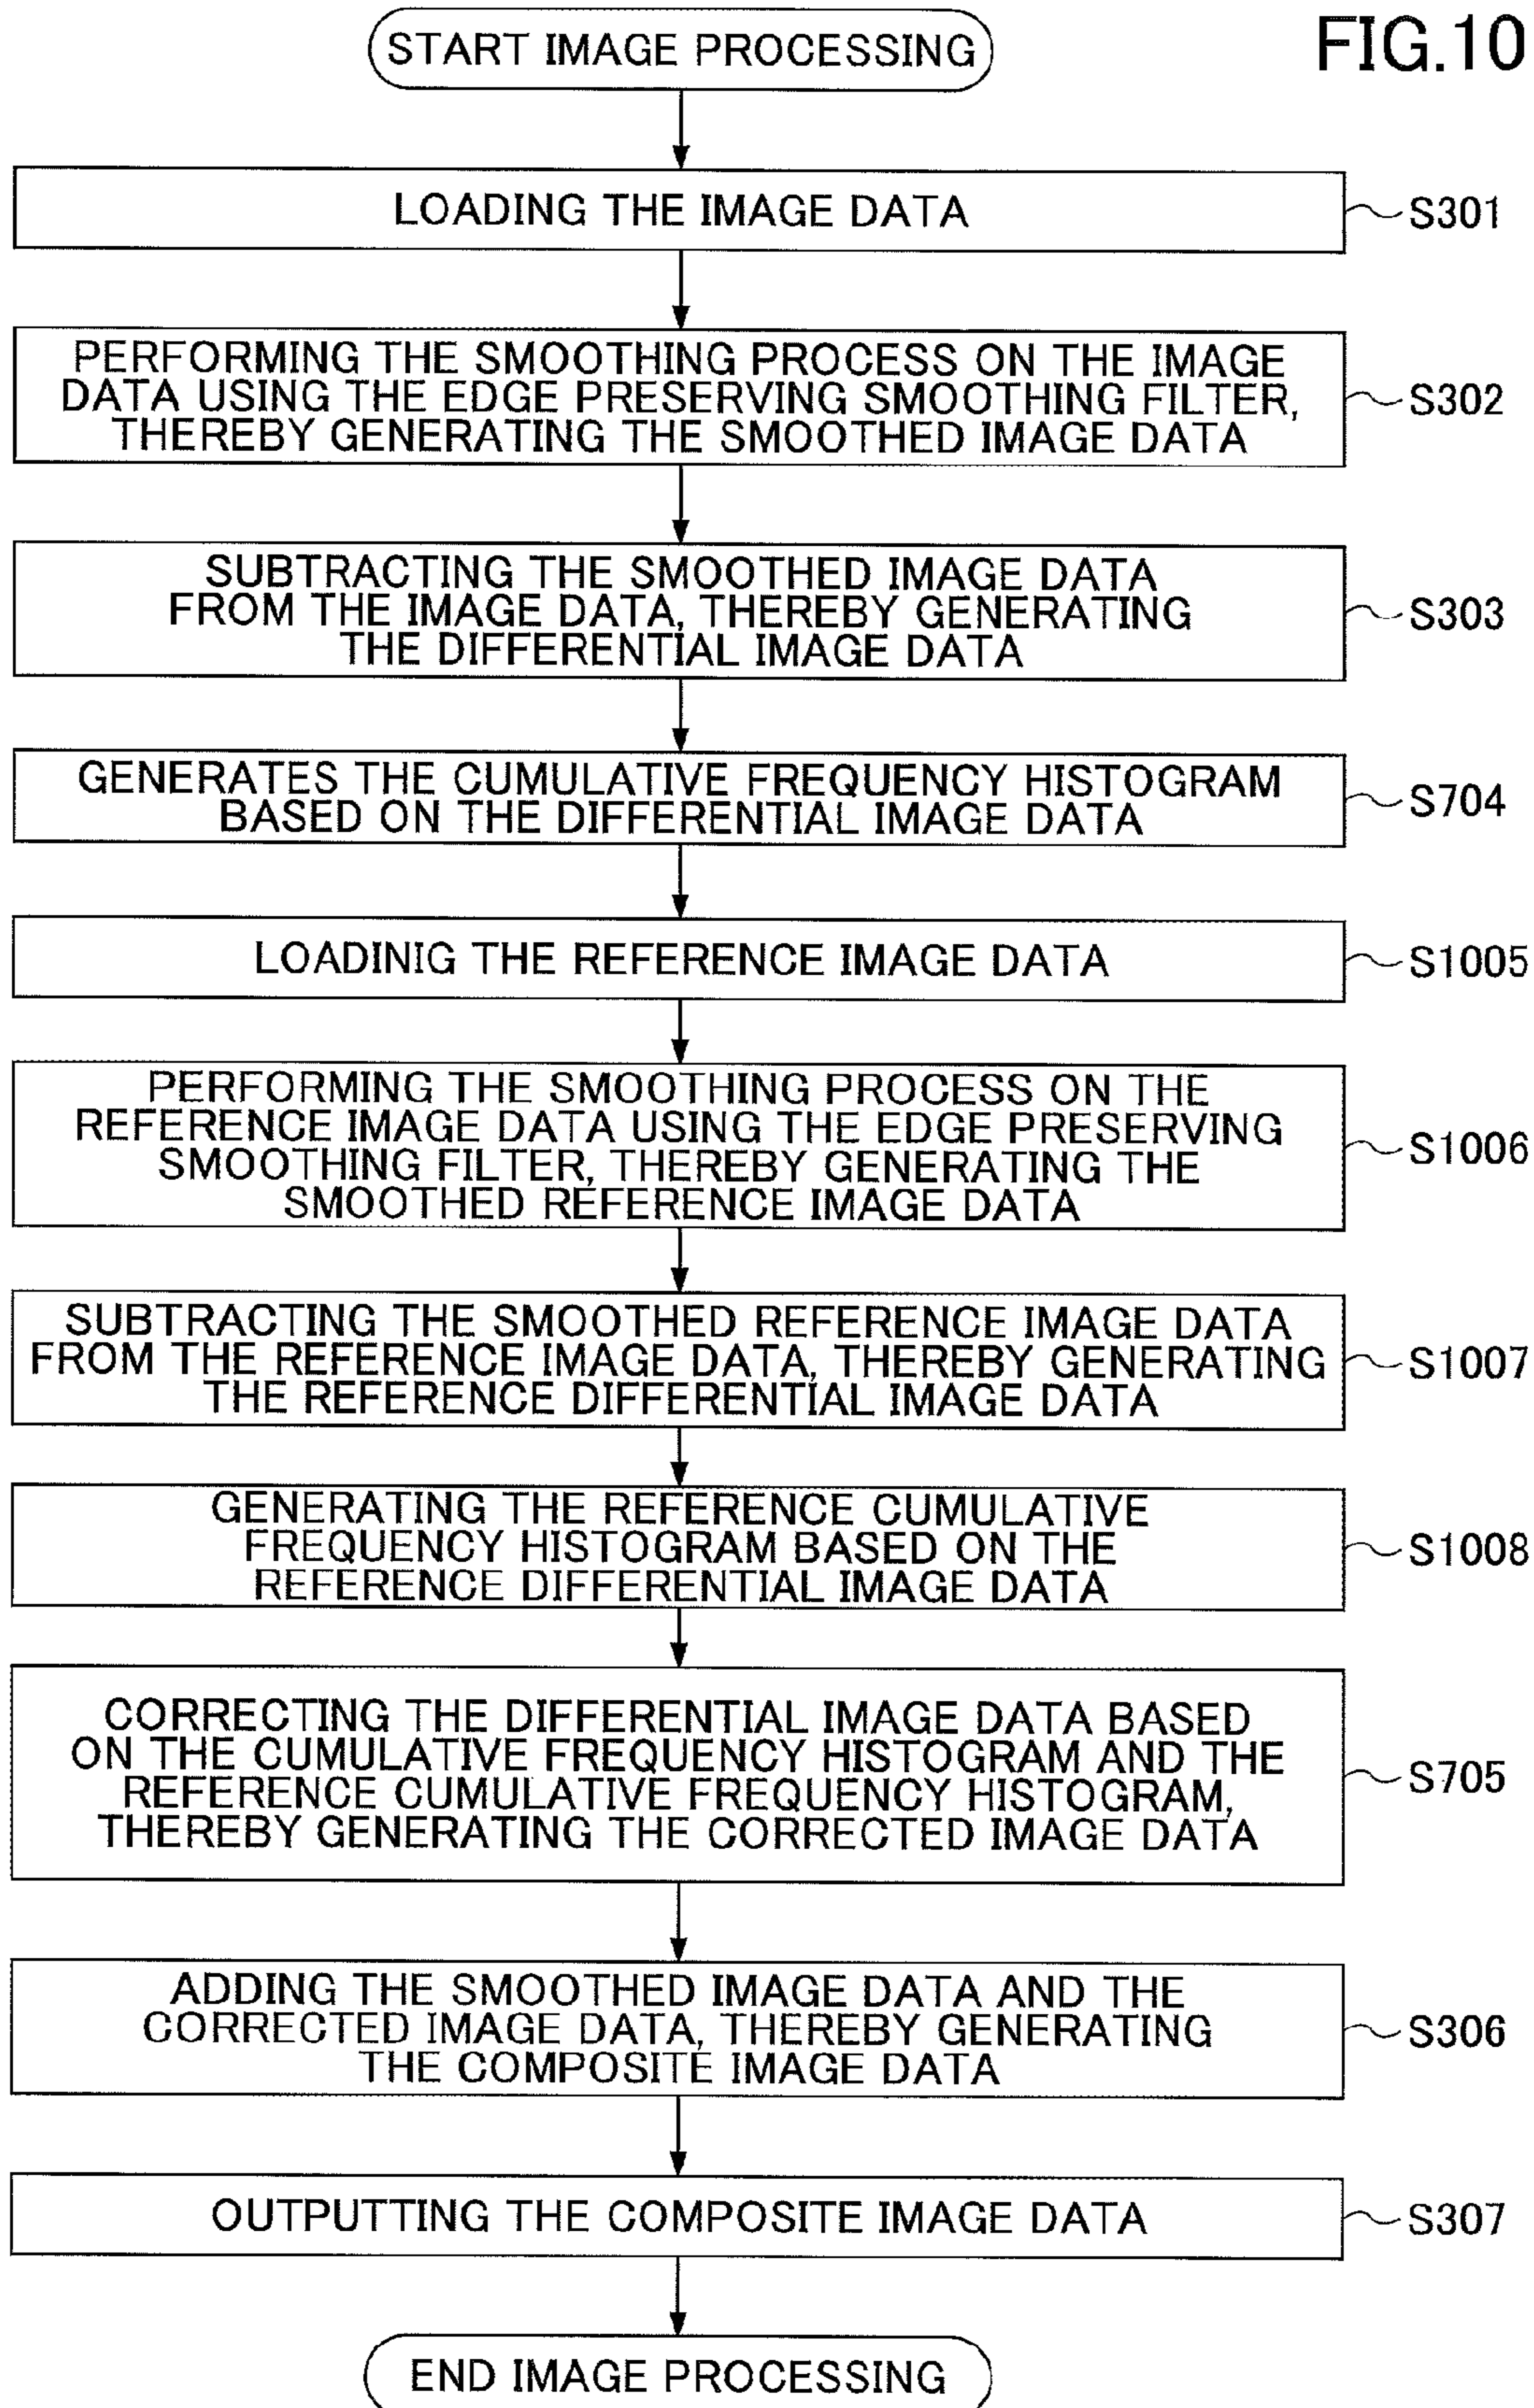 FIG.10
START IMAGE PROCESSING
LOADING THE IMAGE DATA
S301
PERFORMING THE SMOOTHING PROCESS ON THE IMAGE
DATA USING THE EDGE PRESERVING SMOOTHING FILTER,
THEREBY GENERATING THE SMOOTHED IMAGE DATA
S302
SUBTRACTING THE SMOOTHED IMAGE DATA
FROM THE IMAGE DATA, THEREBY GENERATING
THE DIFFERENTIAL IMAGE DATA
S303
GENERATES THE CUMULATIVE FREQUENCY HISTOGRAM
BASED ON THE DIFFERENTIAL IMAGE DATA
S704
LOADINIG THE REFERENCE IMAGE DATA
S1005
PERFORMING THE SMOOTHING PROCESS ON THE
REFERENCE IMAGE DATA USING THE EDGE PRESERVING
SMOOTHING FILTER, THEREBY GENERATING THE
SMOOTHED REFERENCE IMAGE DATA
S1006
SUBTRACTING THE SMOOTHED REFERENCE IMAGE DATA
FROM THE REFERENCE IMAGE DATA, THEREBY GENERATING
THE REFERENCE DIFFERENTIAL IMAGE DATA
S1007
GENERATING THE REFERENCE CUMULATIVE
FREQUENCY HISTOGRAM BASED ON THE
REFERENCE DIFFERENTIAL IMAGE DATA
S1008
CORRECTING THE DIFFERENTIAL IMAGE DATA BASED
ON THE CUMULATIVE FREQUENCY HISTOGRAM AND THE
REFERENCE CUMULATIVE FREQUENCY HISTOGRAM,
THEREBY GENERATING THE CORRECTED IMAGE DATA
S705
ADDING THE SMOOTHED IMAGE DATA AND THE
CORRECTED IMAGE DATA, THEREBY GENERATING
THE COMPOSITE IMAGE DATA
S306
OUTPUTTING THE COMPOSITE IMAGE DATA
S307
END IMAGE PROCESSING